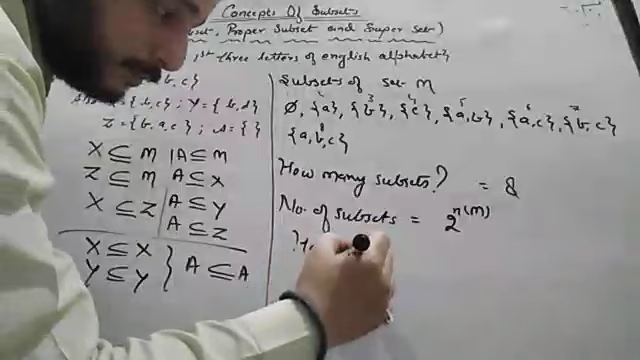 Concepts Of Subsets
bset, Proper Subset and Super Set)
1st three letters of english alphabet}
b, c}
= {b, c} ; Y = { b, d}
Z = {b, a, c} ; A = { }
X ⊆ M | A ⊆ M
Z ⊆ M | A ⊆ X
X ⊆ Z | A ⊆ Y
A ⊆ Z
X ⊆ X } A ⊆ A
Y ⊆ Y
Subsets of set M
∅, {a}, {b}, {c}, {a,b}, {a,c}, {b,c}
{a,b,c}
How many subsets? = 8
No. of subsets = 2^n(M)